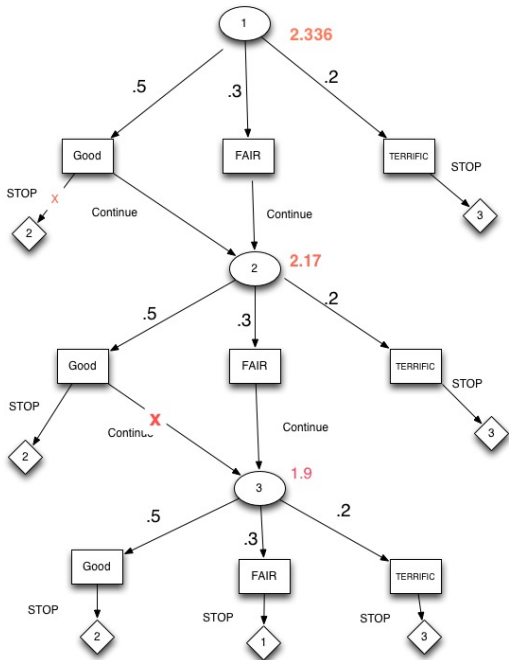 1
2.336
.5
.3
.2
Good
FAIR
TERRIFIC
STOP
STOP
x
Continue
Continue
2
3
2
2.17
.5
.3
.2
Good
FAIR
TERRIFIC
STOP
STOP
X
Continue
Continue
2
3
3
1.9
.5
.3
.2
Good
FAIR
TERRIFIC
STOP
STOP
STOP
2
1
3